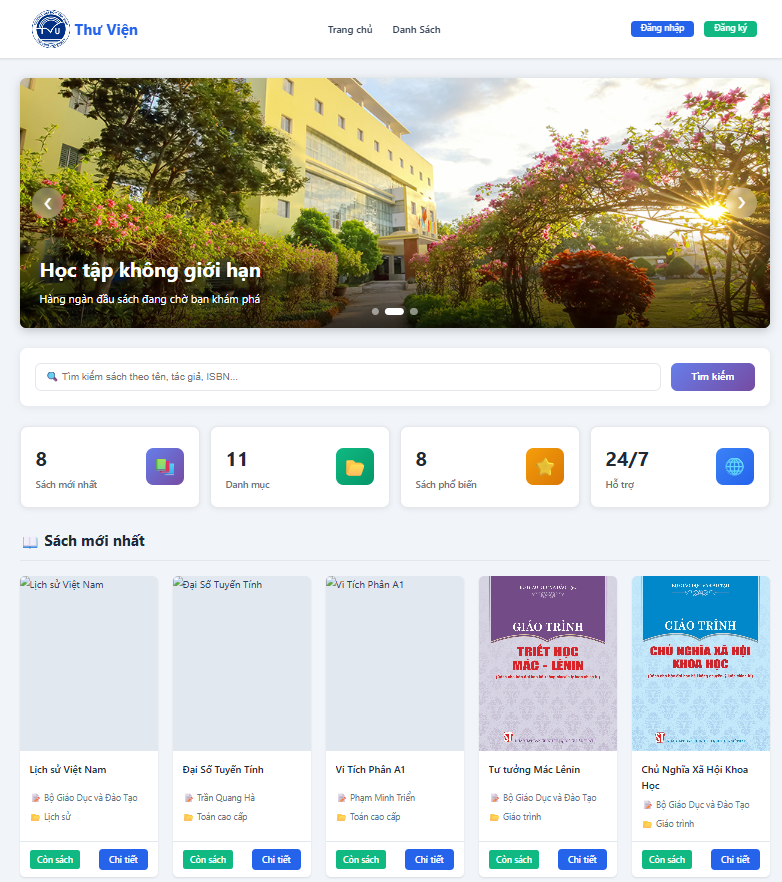 TVU
Thư Viện
Trang chủ
Danh Sách
Đăng nhập
Đăng ký
Học tập không giới hạn
Hàng ngàn đầu sách đang chờ bạn khám phá
Tìm kiếm sách theo tên, tác giả, ISBN...
Tìm kiếm
8
Sách mới nhất
11
Danh mục
8
Sách phổ biến
24/7
Hỗ trợ
Sách mới nhất
Lịch sử Việt Nam
Đại Số Tuyến Tính
Vi Tích Phân A1
GIÁO TRÌNH
TRIẾT HỌC
MÁC - LÊNIN
GIÁO TRÌNH
CHỦ NGHĨA XÃ HỘI
KHOA HỌC
Lịch sử Việt Nam
Bộ Giáo Dục và Đào Tạo
Lịch sử
Còn sách
Chi tiết
Đại Số Tuyến Tính
Trần Quang Hà
Toán cao cấp
Còn sách
Chi tiết
Vi Tích Phân A1
Phạm Minh Triển
Toán cao cấp
Còn sách
Chi tiết
Tư tưởng Mác Lênin
Bộ Giáo Dục và Đào Tạo
Giáo trình
Còn sách
Chi tiết
Chủ Nghĩa Xã Hội Khoa
Học
Bộ Giáo Dục và Đào Tạo
Giáo trình
Còn sách
Chi tiết